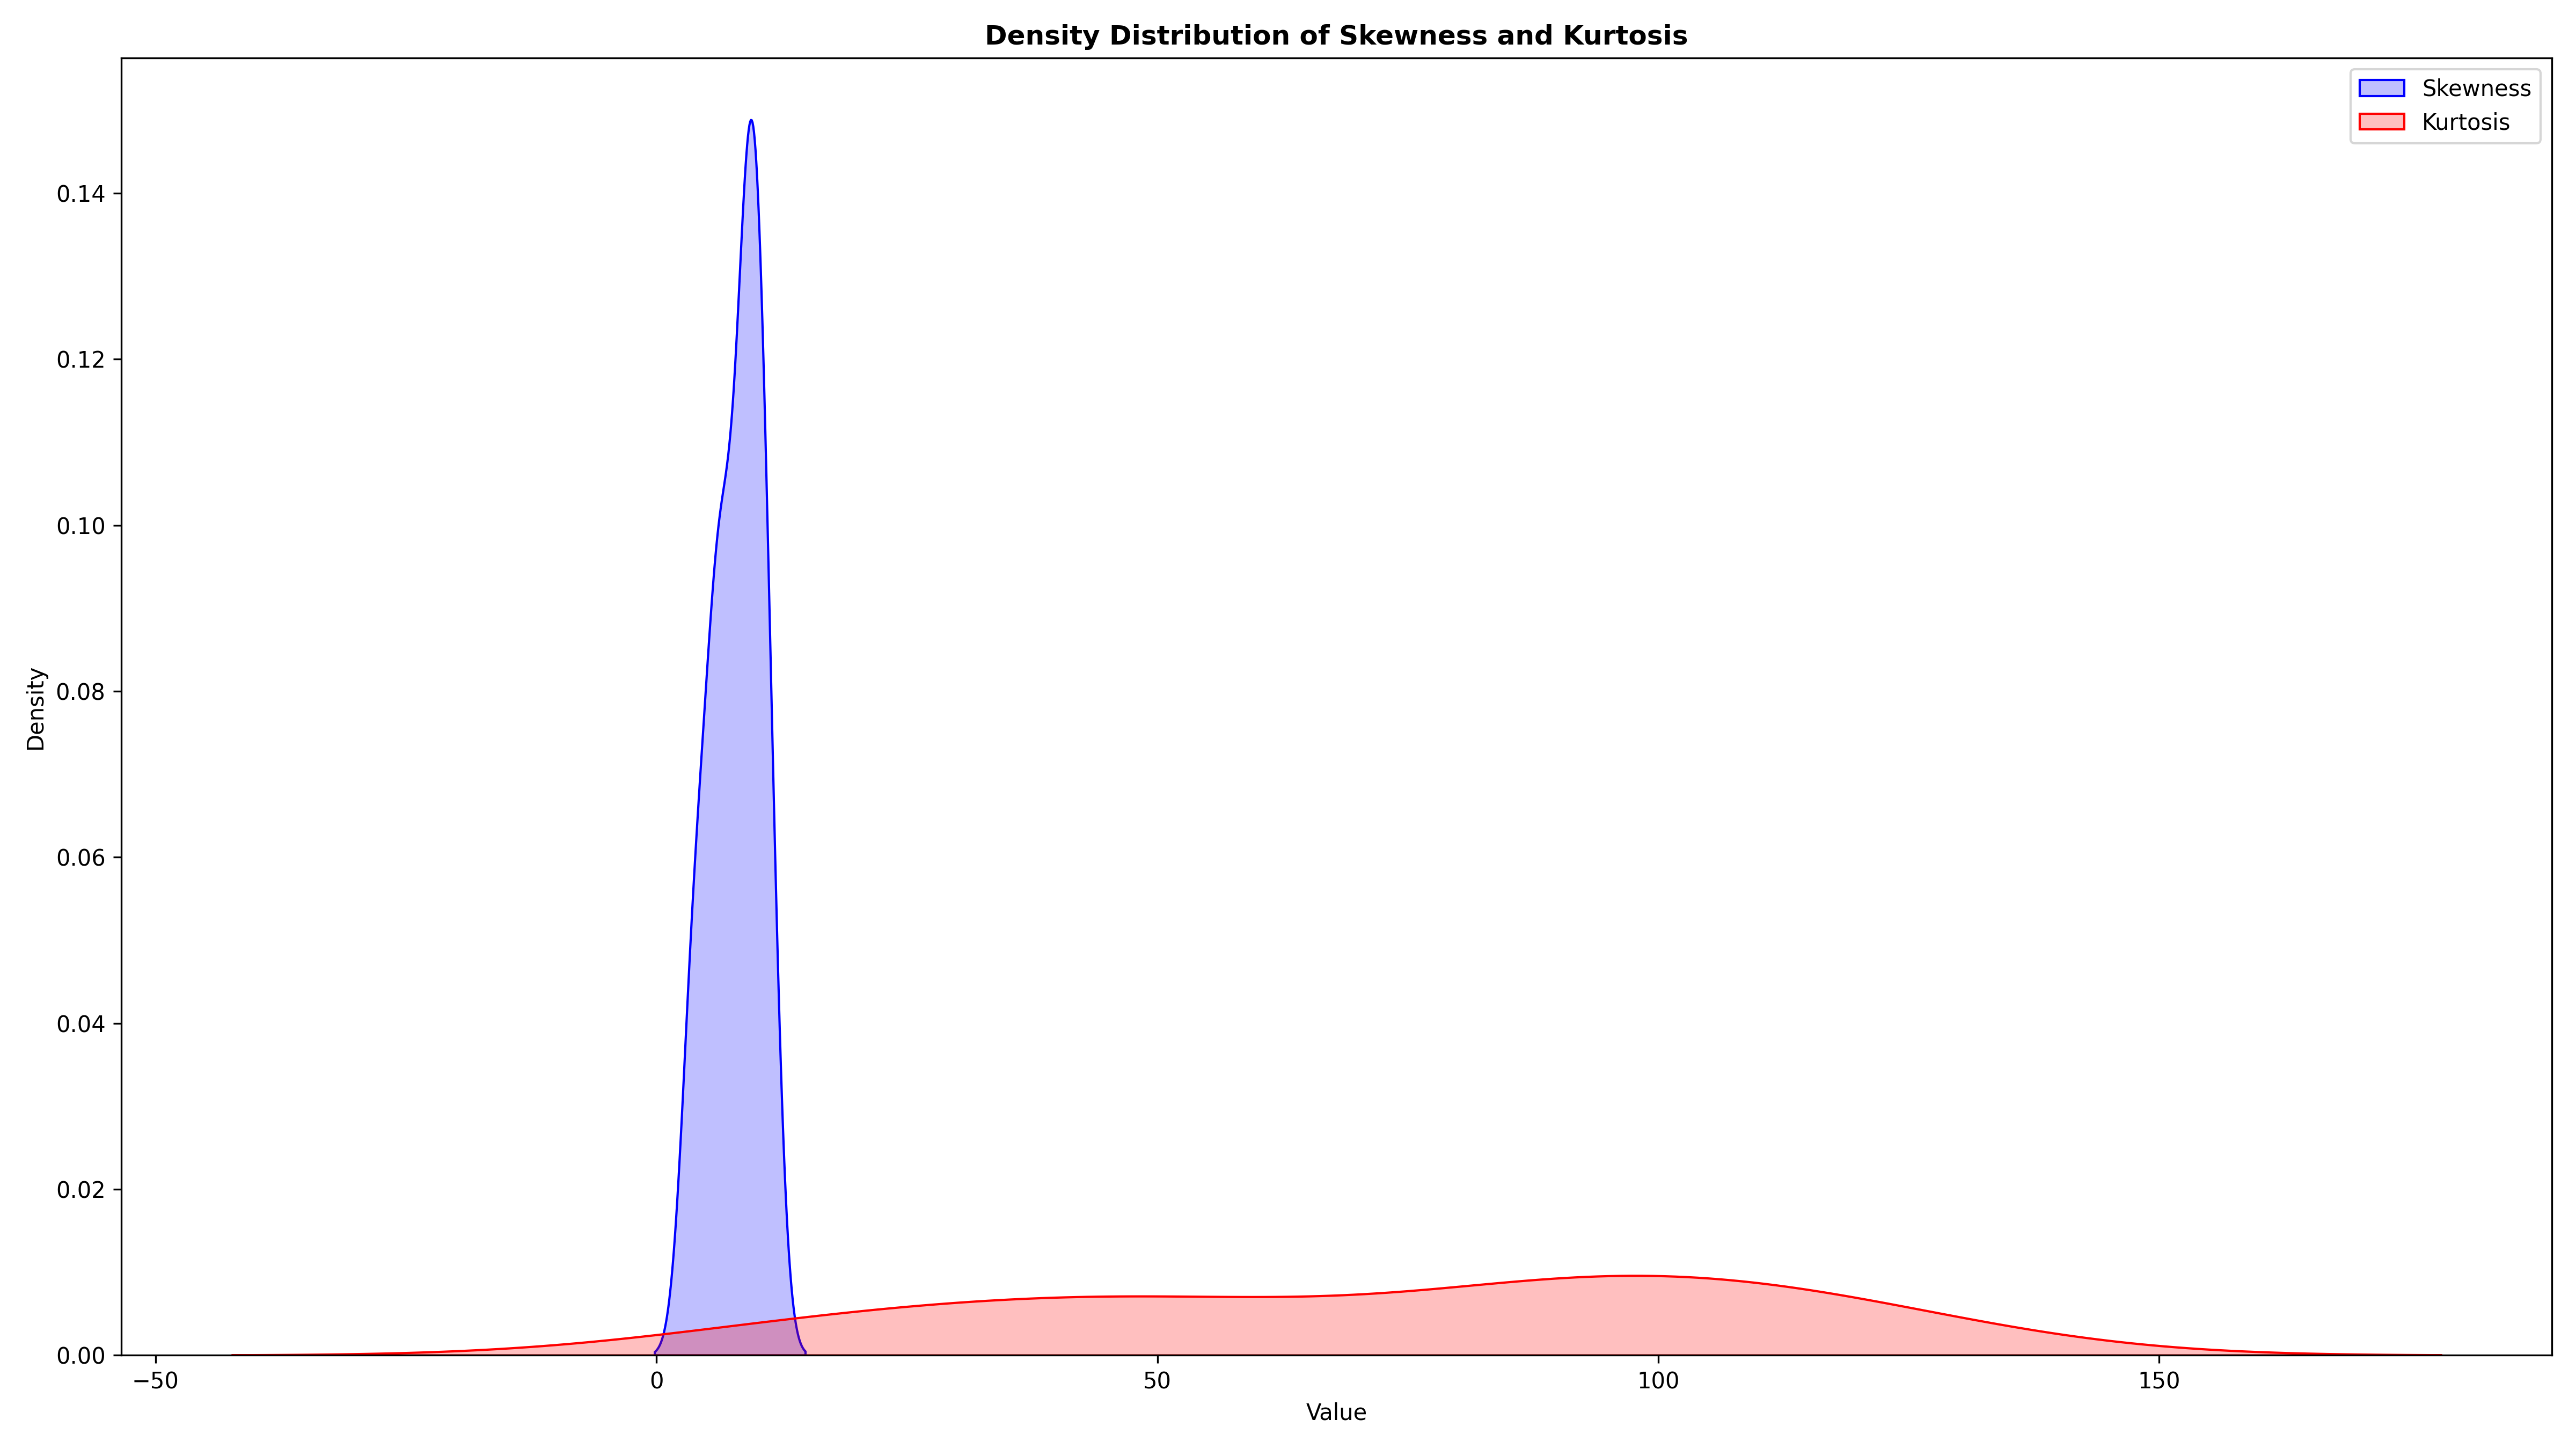 Density Distribution of Skewness and Kurtosis
Skewness
Kurtosis
0.14
0.12
0.10
0.08
0.06
0.04
0.02
0.00
Density
−50
0
50
100
150
Value